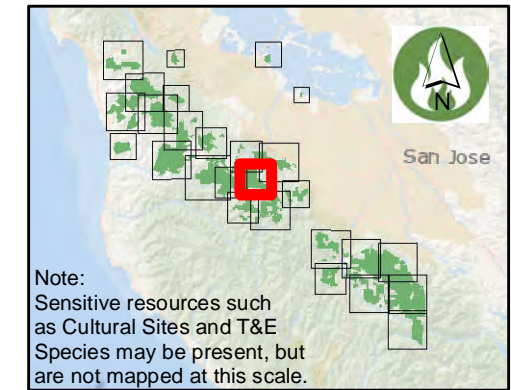 N
San Jose
Note:
Sensitive resources such
as Cultural Sites and T&E
Species may be present, but
are not mapped at this scale.